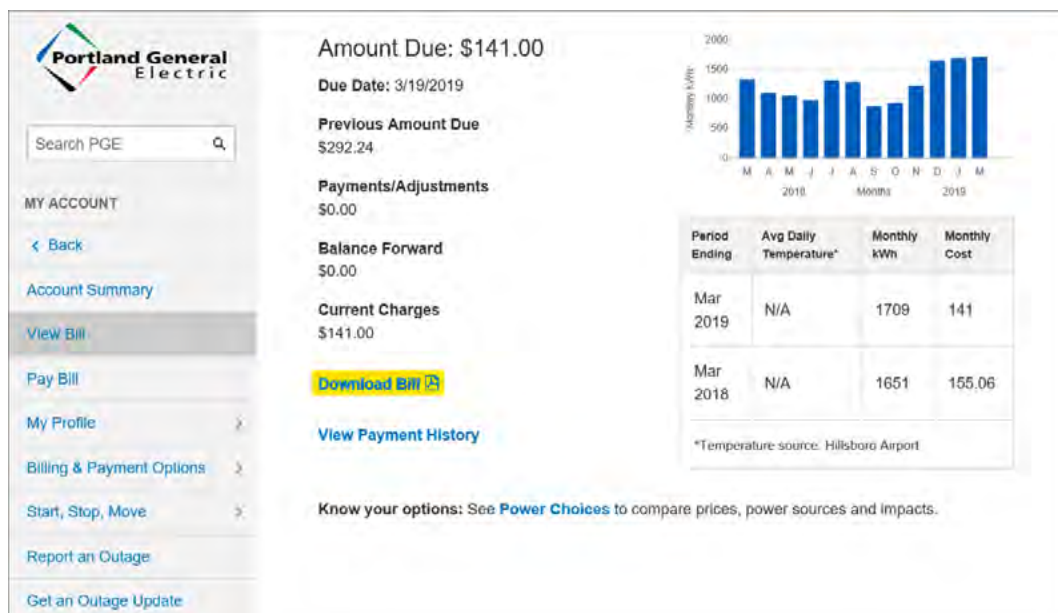 Portland General
Electric
Search PGE
MY ACCOUNT
Back
Account Summary
View Bill
Pay Bill
My Profile
Billing & Payment Options
Start, Stop, Move
Report an Outage
Get an Outage Update
Amount Due: $141.00
Due Date: 3/19/2019
Previous Amount Due
$292.24
Payments/Adjustments
$0.00
Balance Forward
$0.00
Current Charges
$141.00
Download Bill
View Payment History
2000
1500
1000
500
0
Monthly kWhs
M A M J J A S O N D J M
2018 Months 2019
Period Ending Avg Daily Temperature* Monthly kWh Monthly Cost
Mar 2019 N/A 1709 141
Mar 2018 N/A 1651 155.06
*Temperature source: Hillsboro Airport
Know your options: See Power Choices to compare prices, power sources and impacts.